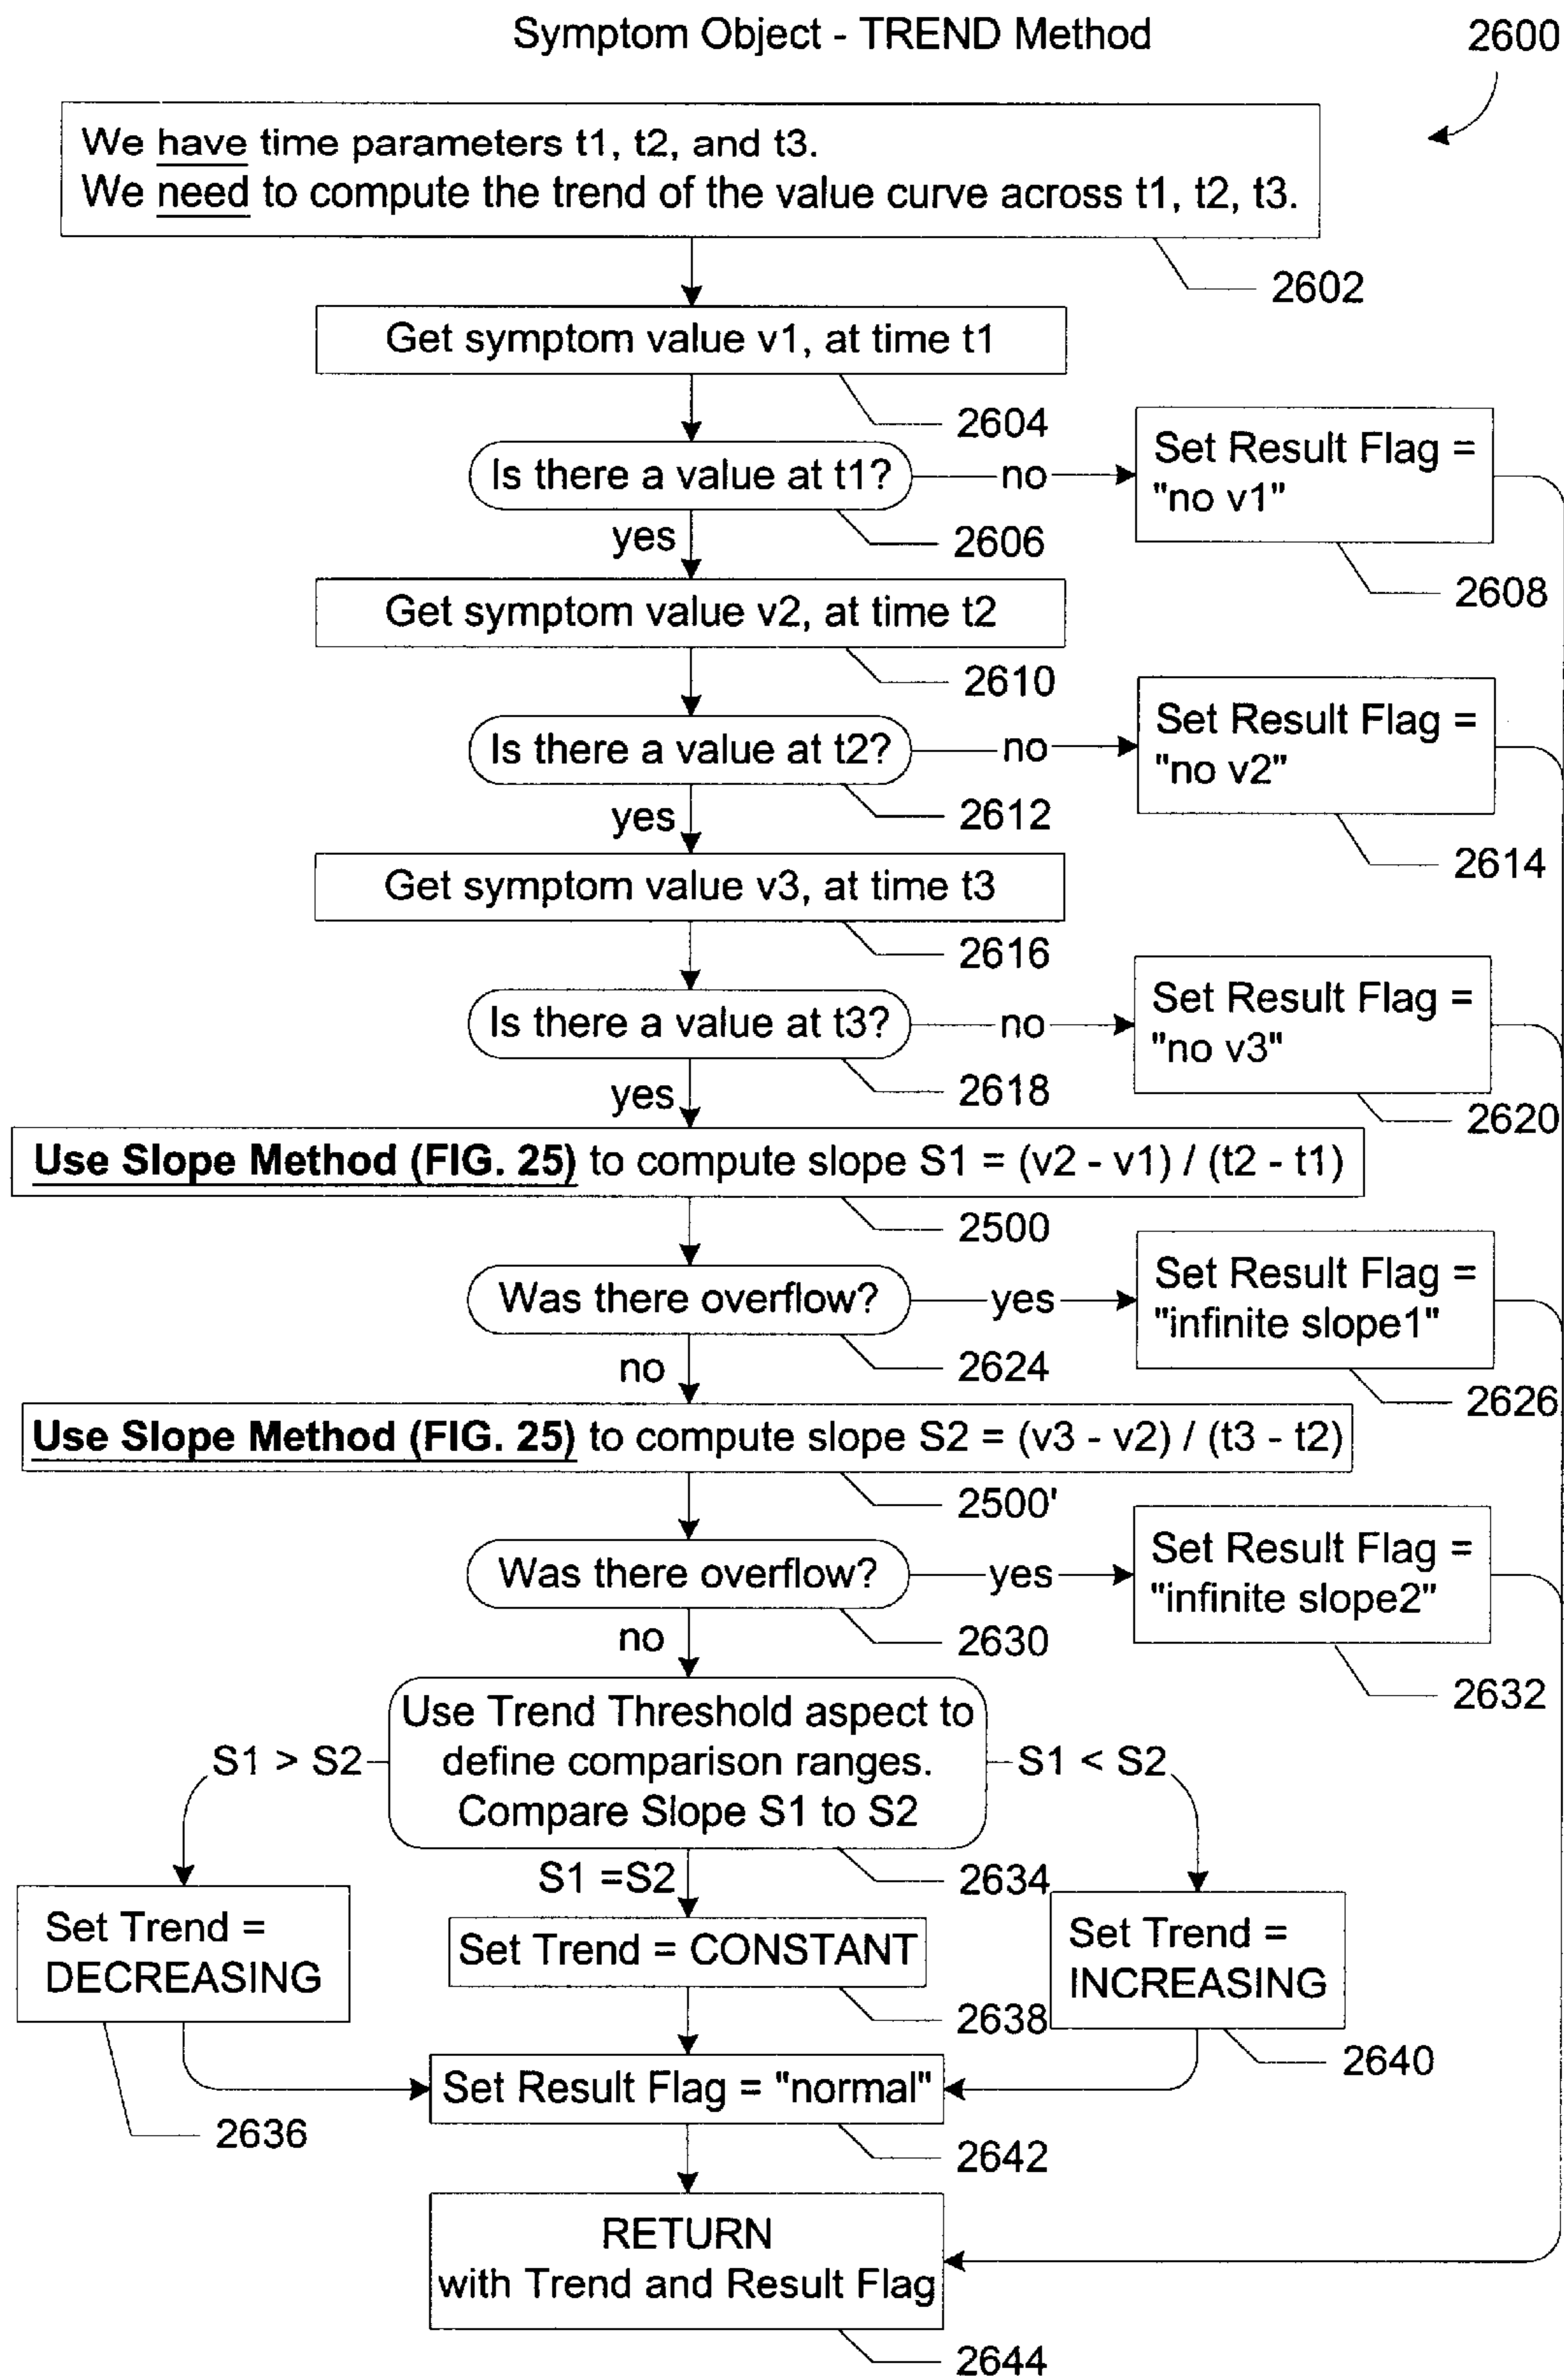 Symptom Object - TREND Method
2600
We have time parameters t1, t2, and t3.
We need to compute the trend of the value curve across t1, t2, t3.
2602
Get symptom value v1, at time t1
2604
Is there a value at t1?
no
Set Result Flag =
"no v1"
yes
2606
2608
Get symptom value v2, at time t2
2610
Is there a value at t2?
no
Set Result Flag =
"no v2"
yes
2612
2614
Get symptom value v3, at time t3
2616
Is there a value at t3?
no
Set Result Flag =
"no v3"
yes
2618
2620
Use Slope Method (FIG. 25) to compute slope S1 = (v2 - v1) / (t2 - t1)
2500
Was there overflow?
yes
Set Result Flag =
"infinite slope1"
no
2624
2626
Use Slope Method (FIG. 25) to compute slope S2 = (v3 - v2) / (t3 - t2)
2500'
Was there overflow?
yes
Set Result Flag =
"infinite slope2"
no
2630
2632
Use Trend Threshold aspect to
define comparison ranges.
Compare Slope S1 to S2
S1 > S2
S1 < S2
S1 =S2
2634
Set Trend =
DECREASING
Set Trend = CONSTANT
Set Trend =
INCREASING
2638
2640
Set Result Flag = "normal"
2636
2642
RETURN
with Trend and Result Flag
2644